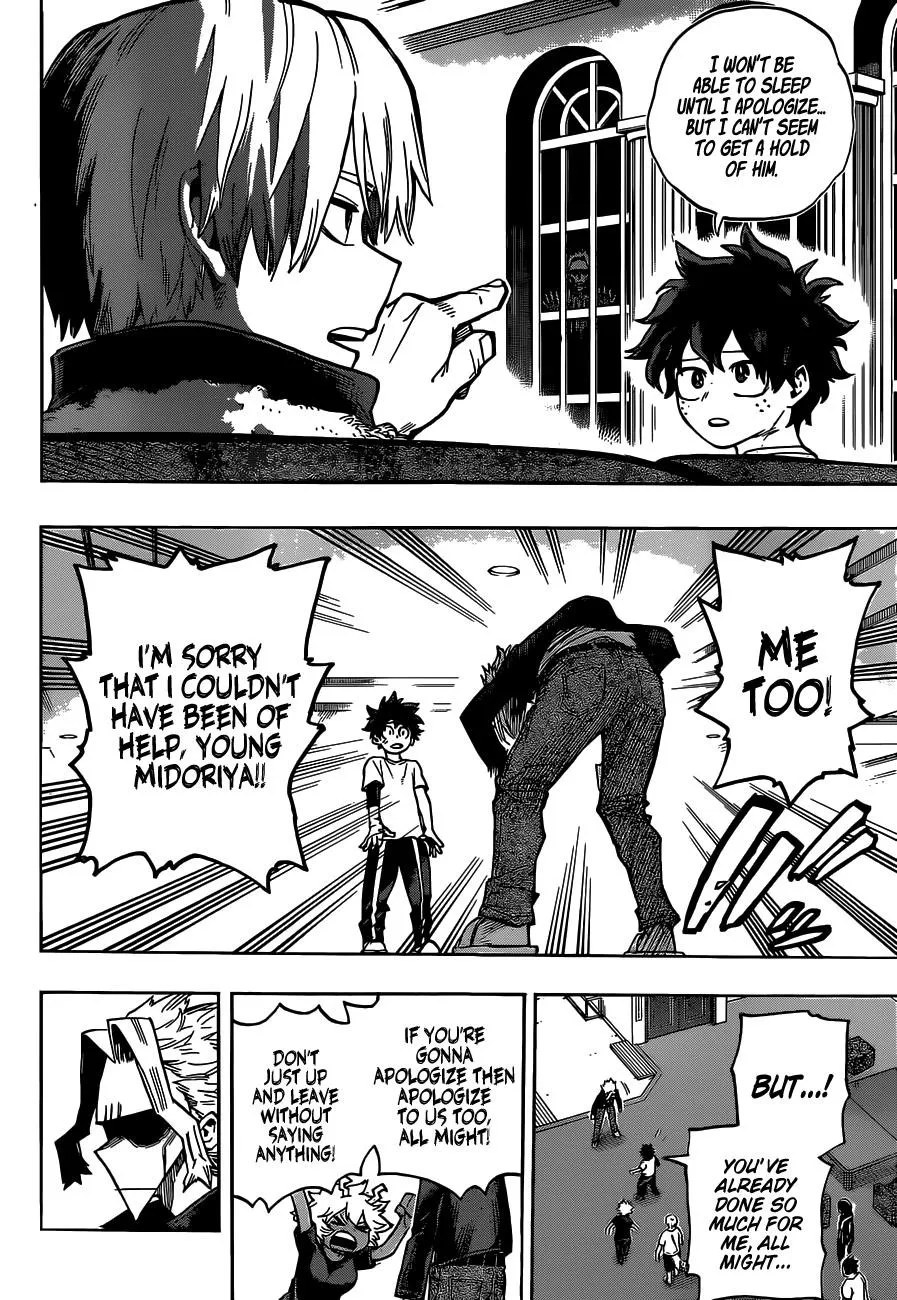 I WON'T BE
ABLE TO SLEEP
UNTIL I APOLOGIZE...
BUT I CAN'T SEEM
TO GET A HOLD
OF HIM.
ME
TOO!
I'M SORRY
THAT I COULDN'T
HAVE BEEN OF
HELP, YOUNG
MIDORIYA!!
BUT...!
YOU'VE
ALREADY
DONE SO
MUCH FOR
ME, ALL
MIGHT...
IF YOU'RE
GONNA
APOLOGIZE THEN
APOLOGIZE
TO US TOO,
ALL MIGHT!
DON'T
JUST UP
AND LEAVE
WITHOUT
SAYING
ANYTHING!